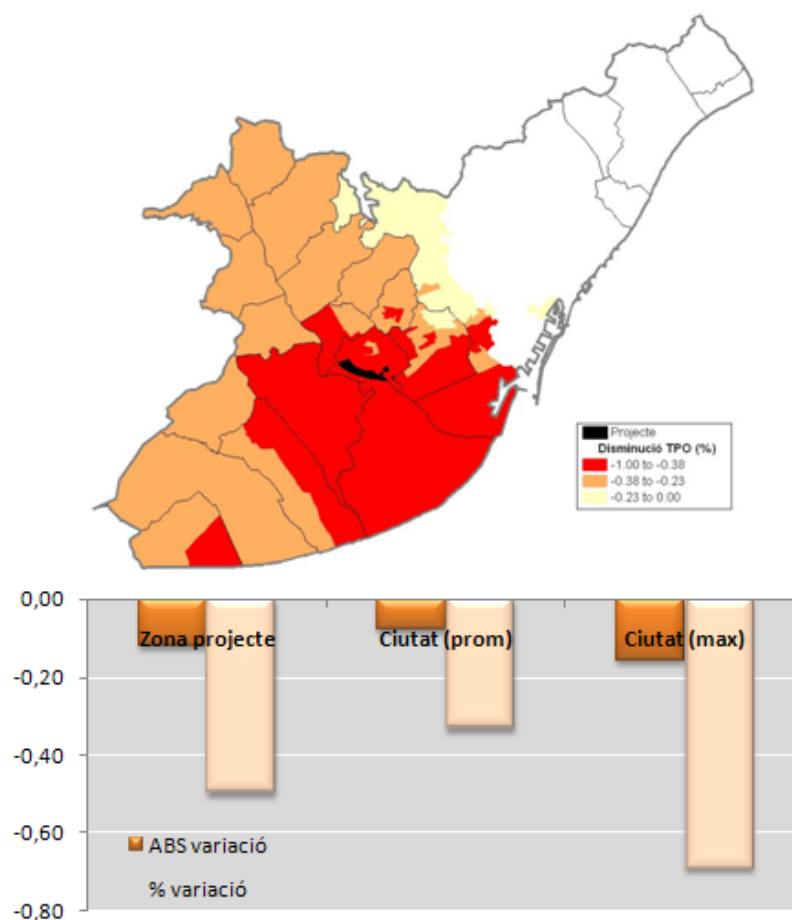 Projecte
Disminució TPO (%)
-1.00 to -0.38
-0.38 to -0.23
-0.23 to 0.00
0,00
Zona projecte
Ciutat (prom)
Ciutat (max)
-0,20
-0,40
-0,60
ABS variació
% variació
-0,80